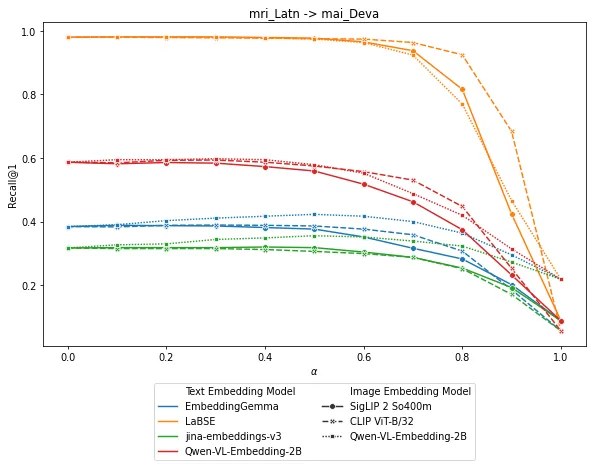 mri_Latn -> mai_Deva
Recall@1
1.0
0.8
0.6
0.4
0.2
0.0 0.2 0.4 0.6 0.8 1.0
α
Text Embedding Model Image Embedding Model
EmbeddingGemma SigLIP 2 So400m
LaBSE CLIP ViT-B/32
jina-embeddings-v3 Qwen-VL-Embedding-2B
Qwen-VL-Embedding-2B